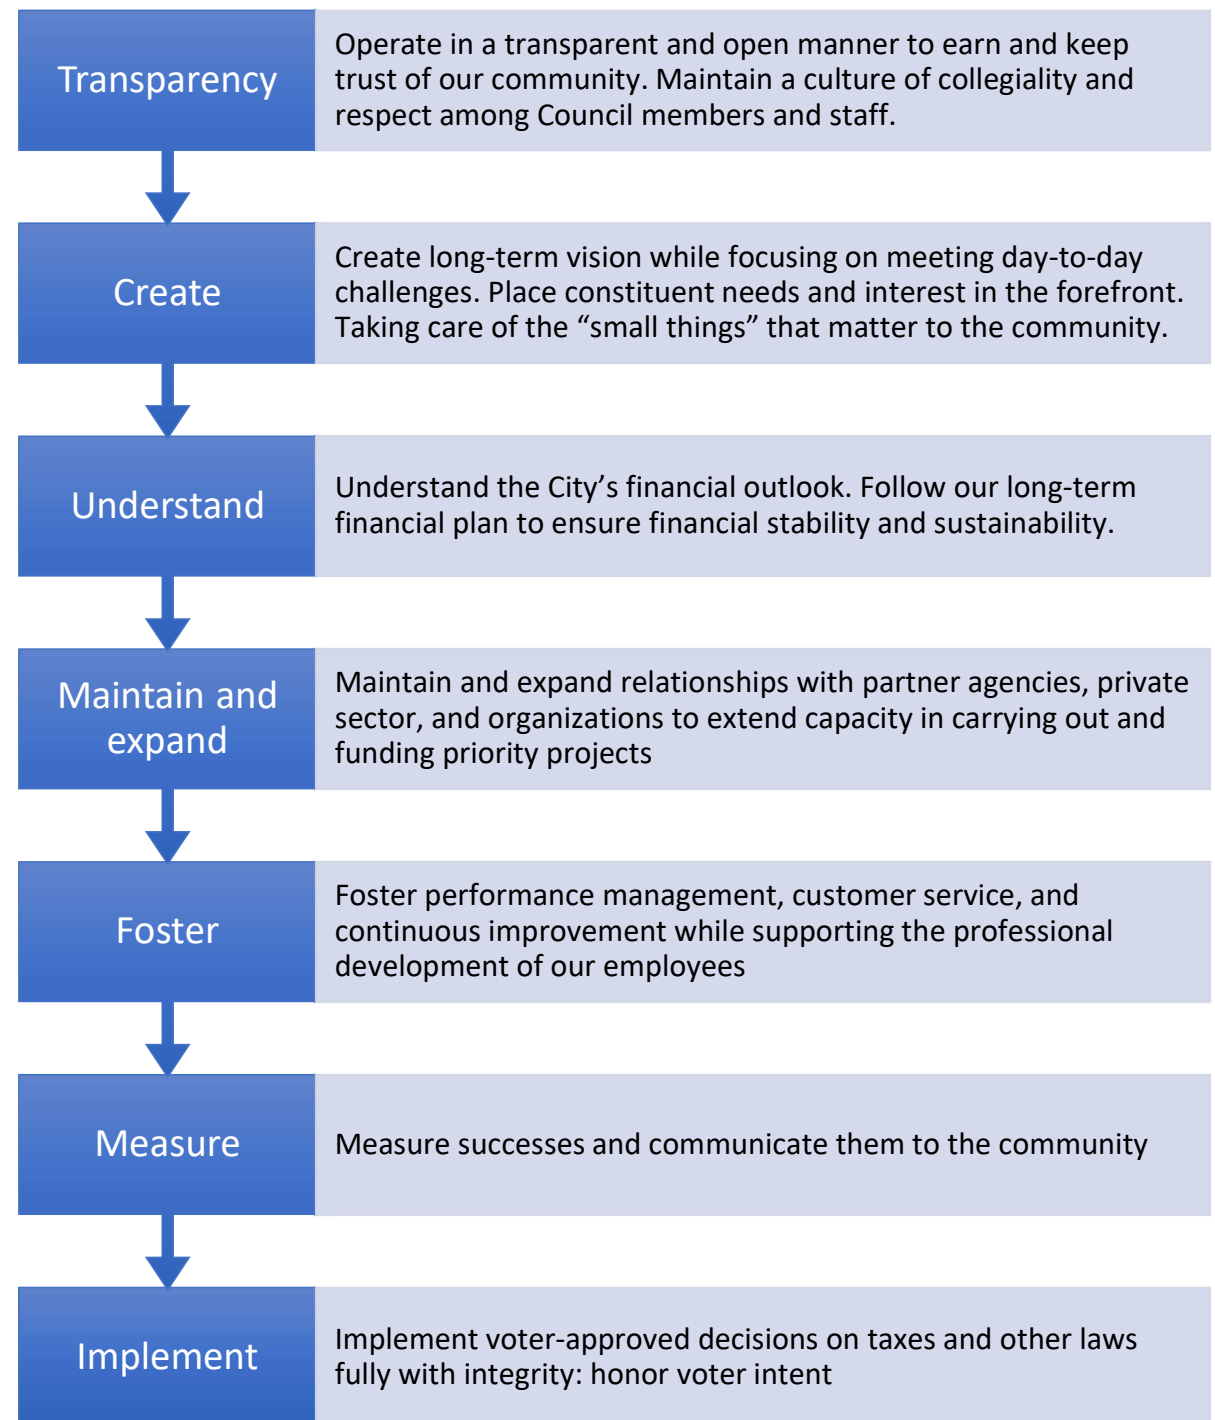 Transparency
Operate in a transparent and open manner to earn and keep
trust of our community. Maintain a culture of collegiality and
respect among Council members and staff.
Create
Create long-term vision while focusing on meeting day-to-day
challenges. Place constituent needs and interest in the forefront.
Taking care of the “small things” that matter to the community.
Understand
Understand the City’s financial outlook. Follow our long-term
financial plan to ensure financial stability and sustainability.
Maintain and
expand
Maintain and expand relationships with partner agencies, private
sector, and organizations to extend capacity in carrying out and
funding priority projects
Foster
Foster performance management, customer service, and
continuous improvement while supporting the professional
development of our employees
Measure
Measure successes and communicate them to the community
Implement
Implement voter-approved decisions on taxes and other laws
fully with integrity: honor voter intent